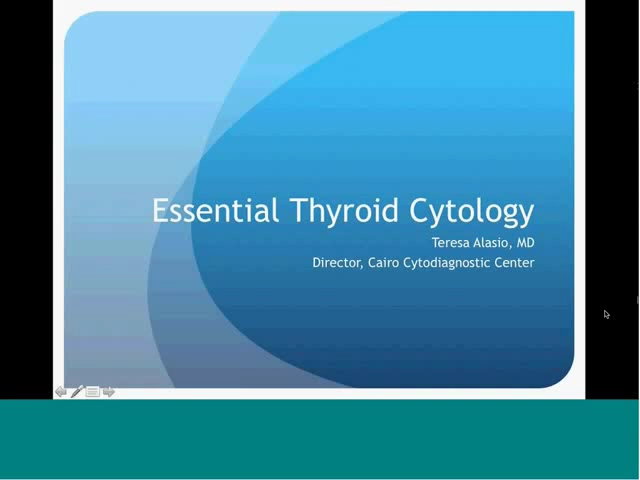 Essential Thyroid Cytology
Teresa Alasio, MD
Director, Cairo Cytodiagnostic Center